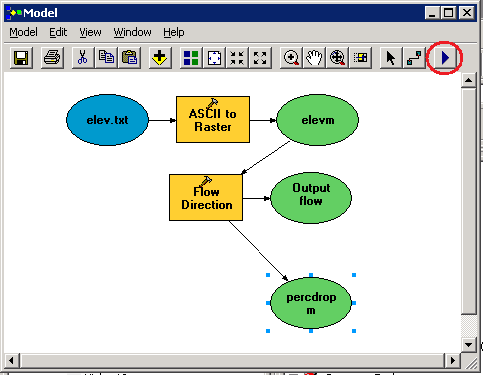 Model
Model Edit View Window Help
elev.txt
ASCII to
Raster
elevm
Flow
Direction
Output
flow
percdrop
m